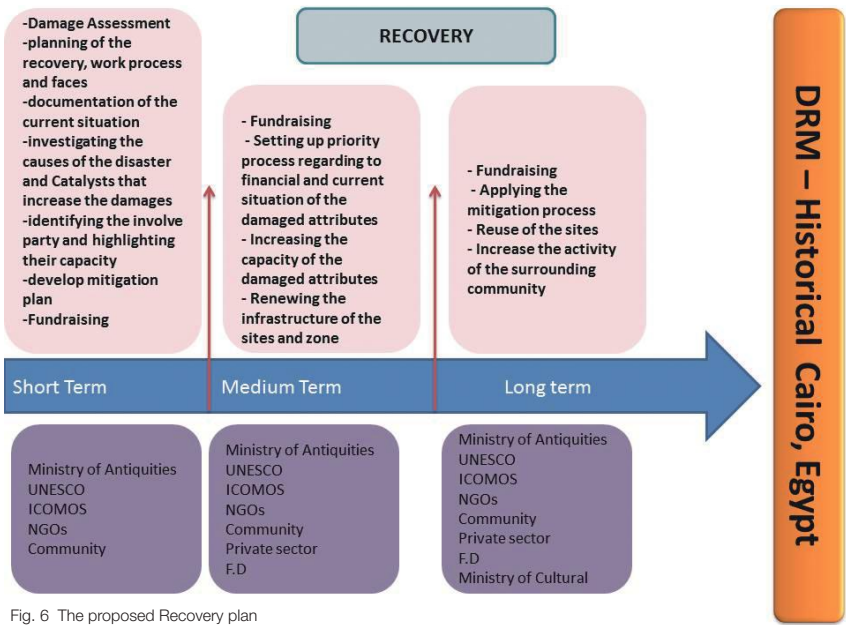 RECOVERY
-Damage Assessment
-planning of the
recovery, work process
and faces
-documentation of the
current situation
-investigating the
causes of the disaster
and Catalysts that
increase the damages
-identifying the involve
party and highlighting
their capacity
-develop mitigation
plan
-Fundraising
- Fundraising
- Setting up priority
process regarding to
financial and current
situation of the
damaged attributes
- Increasing the
capacity of the
damaged attributes
- Renewing the
infrastructure of the
sites and zone
- Fundraising
- Applying the
mitigation process
- Reuse of the sites
- Increase the activity
of the surrounding
community
Short Term
Medium Term
Long term
Ministry of Antiquities
UNESCO
ICOMOS
NGOs
Community
Ministry of Antiquities
UNESCO
ICOMOS
NGOs
Community
Private sector
F.D
Ministry of Antiquities
UNESCO
ICOMOS
NGOs
Community
Private sector
F.D
Ministry of Cultural
DRM – Historical Cairo, Egypt
Fig. 6 The proposed Recovery plan